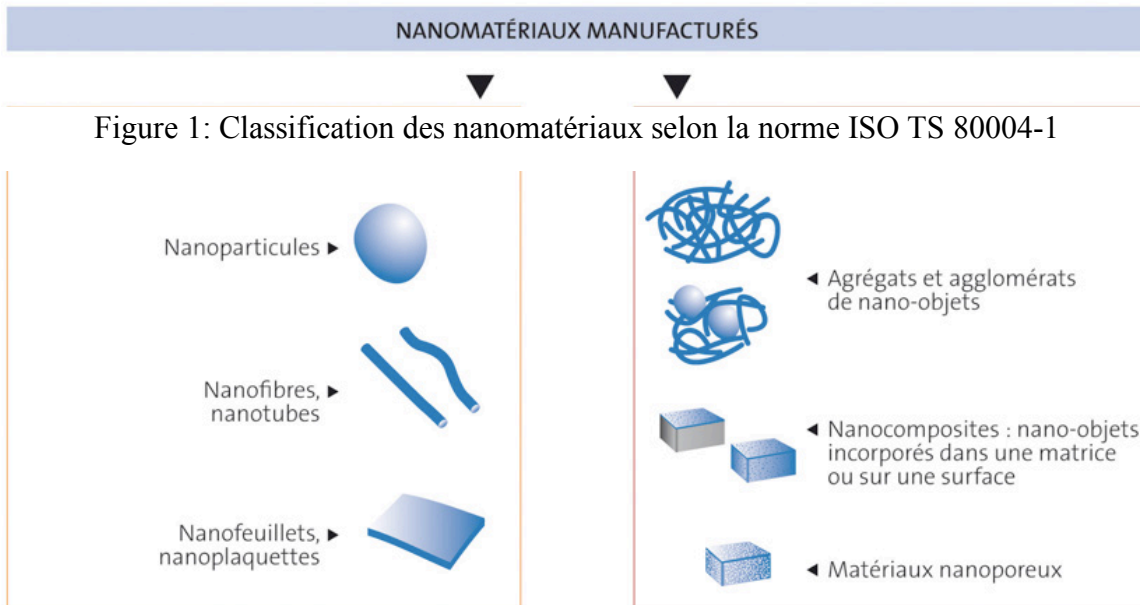 NANOMATÉRIAUX MANUFACTURÉS
Figure 1: Classification des nanomatériaux selon la norme ISO TS 80004-1
Nanoparticules ►
Nanofibres, ►
nanotubes
Nanofeuillets, ►
nanoplaquettes
◄ Agrégats et agglomérats
de nano-objets
◄ Nanocomposites : nano-objets
incorporés dans une matrice
ou sur une surface
◄ Matériaux nanoporeux